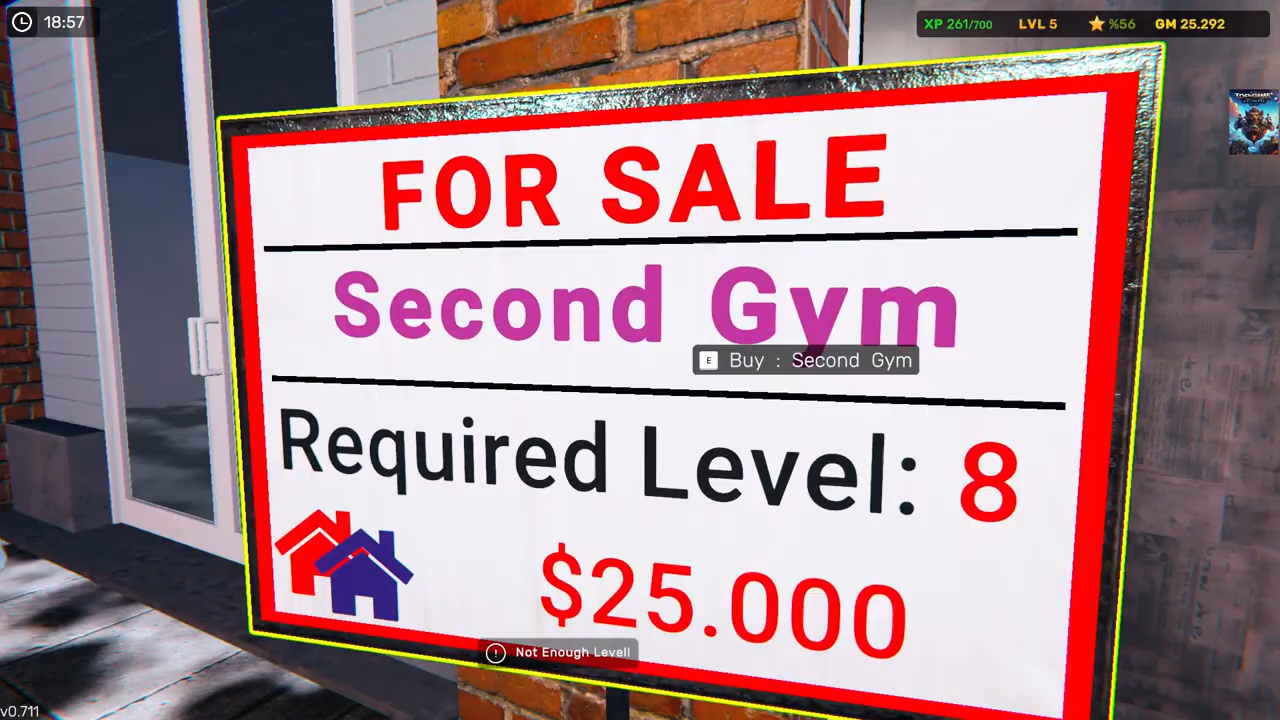 18:57
XP 261/700 LVL 5 %56 GM 25.292
FOR SALE
Second Gym
E Buy : Second Gym
Required Level: 8
$25.000
Not Enough Level!
v0.711